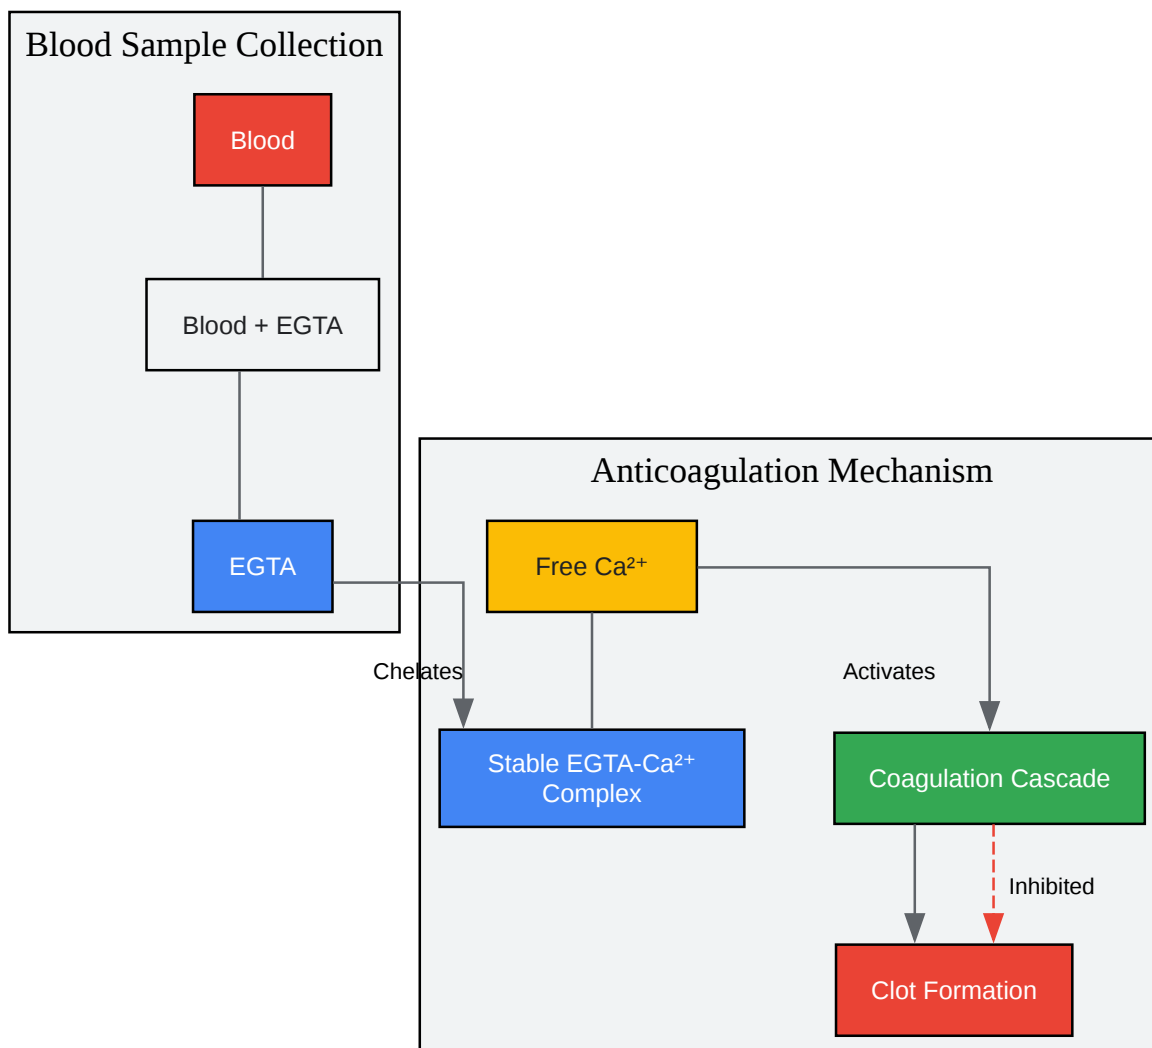 Blood Sample Collection
Blood
Blood + EGTA
EGTA
Anticoagulation Mechanism
Free Ca²⁺
Chelates
Activates
Stable EGTA-Ca²⁺
Complex
Coagulation Cascade
Inhibited
Clot Formation